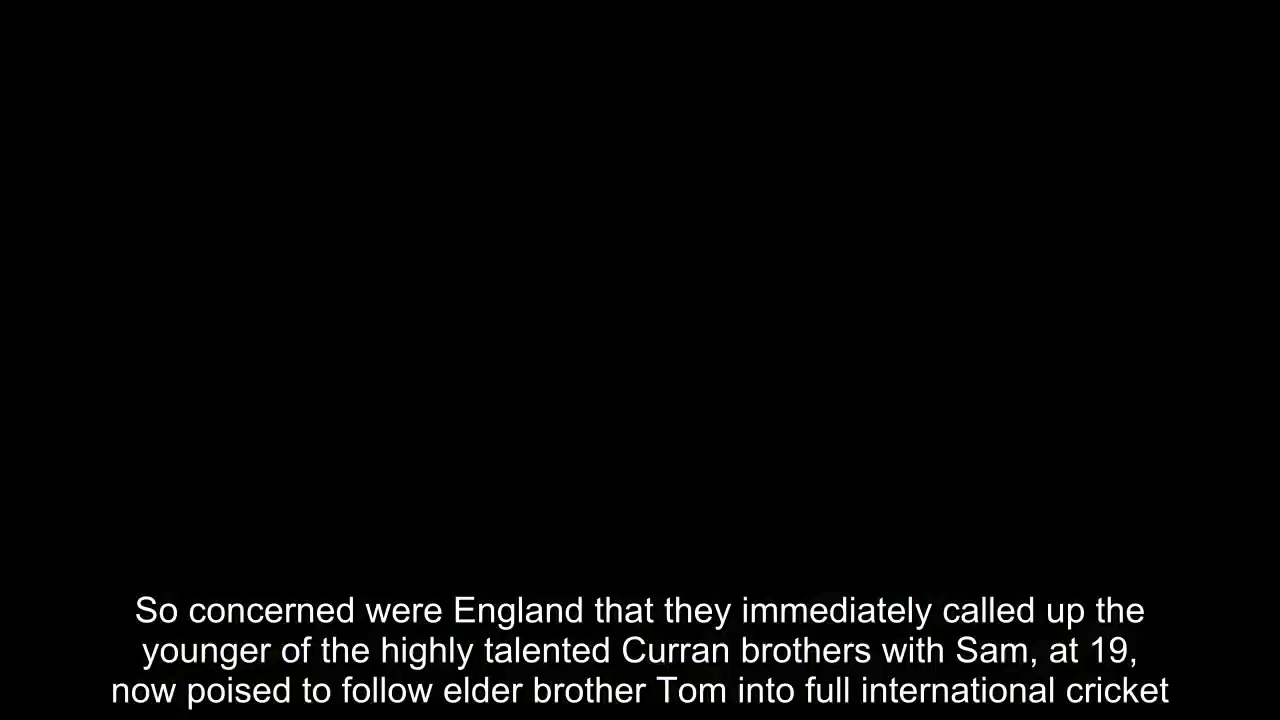 So concerned were England that they immediately called up the
younger of the highly talented Curran brothers with Sam, at 19,
now poised to follow elder brother Tom into full international cricket